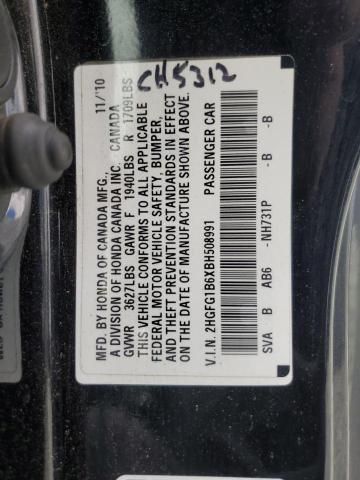 CH5312
MFD. BY HONDA OF CANADA MFG., 11/'10
A DIVISION OF HONDA CANADA INC. CANADA
GVWR 3627LBS GAWR F 1940LBS R 1709LBS
THIS VEHICLE CONFORMS TO ALL APPLICABLE
FEDERAL MOTOR VEHICLE SAFETY, BUMPER,
AND THEFT PREVENTION STANDARDS IN EFFECT
ON THE DATE OF MANUFACTURE SHOWN ABOVE.
V.I.N. 2HGFG1B6XBH508991 PASSENGER CAR
SVA B AB6 -NH731P -B -B